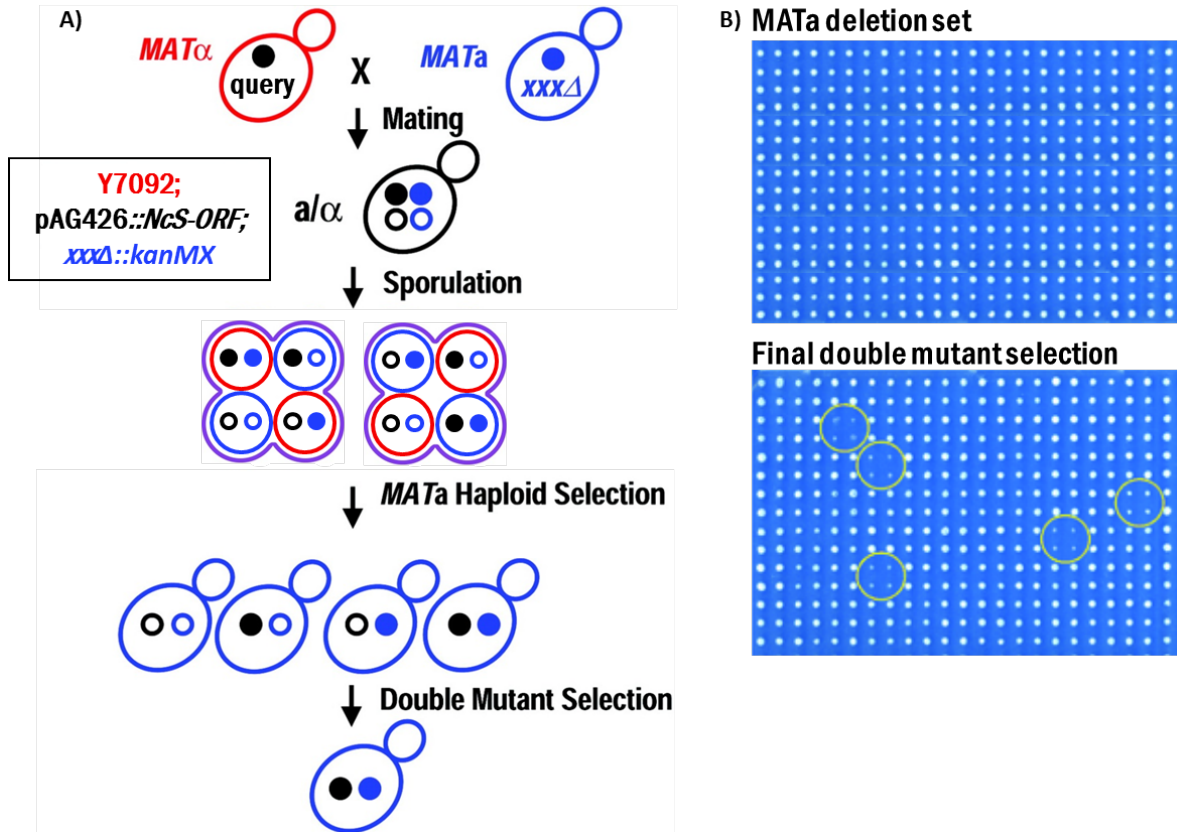 A)
MATα
query
X
MATa
xxxΔ
Mating
Y7092;
pAG426::NcS-ORF;
xxxΔ::kanMX
a/α
Sporulation
MATa Haploid Selection
Double Mutant Selection
B) MATa deletion set
Final double mutant selection